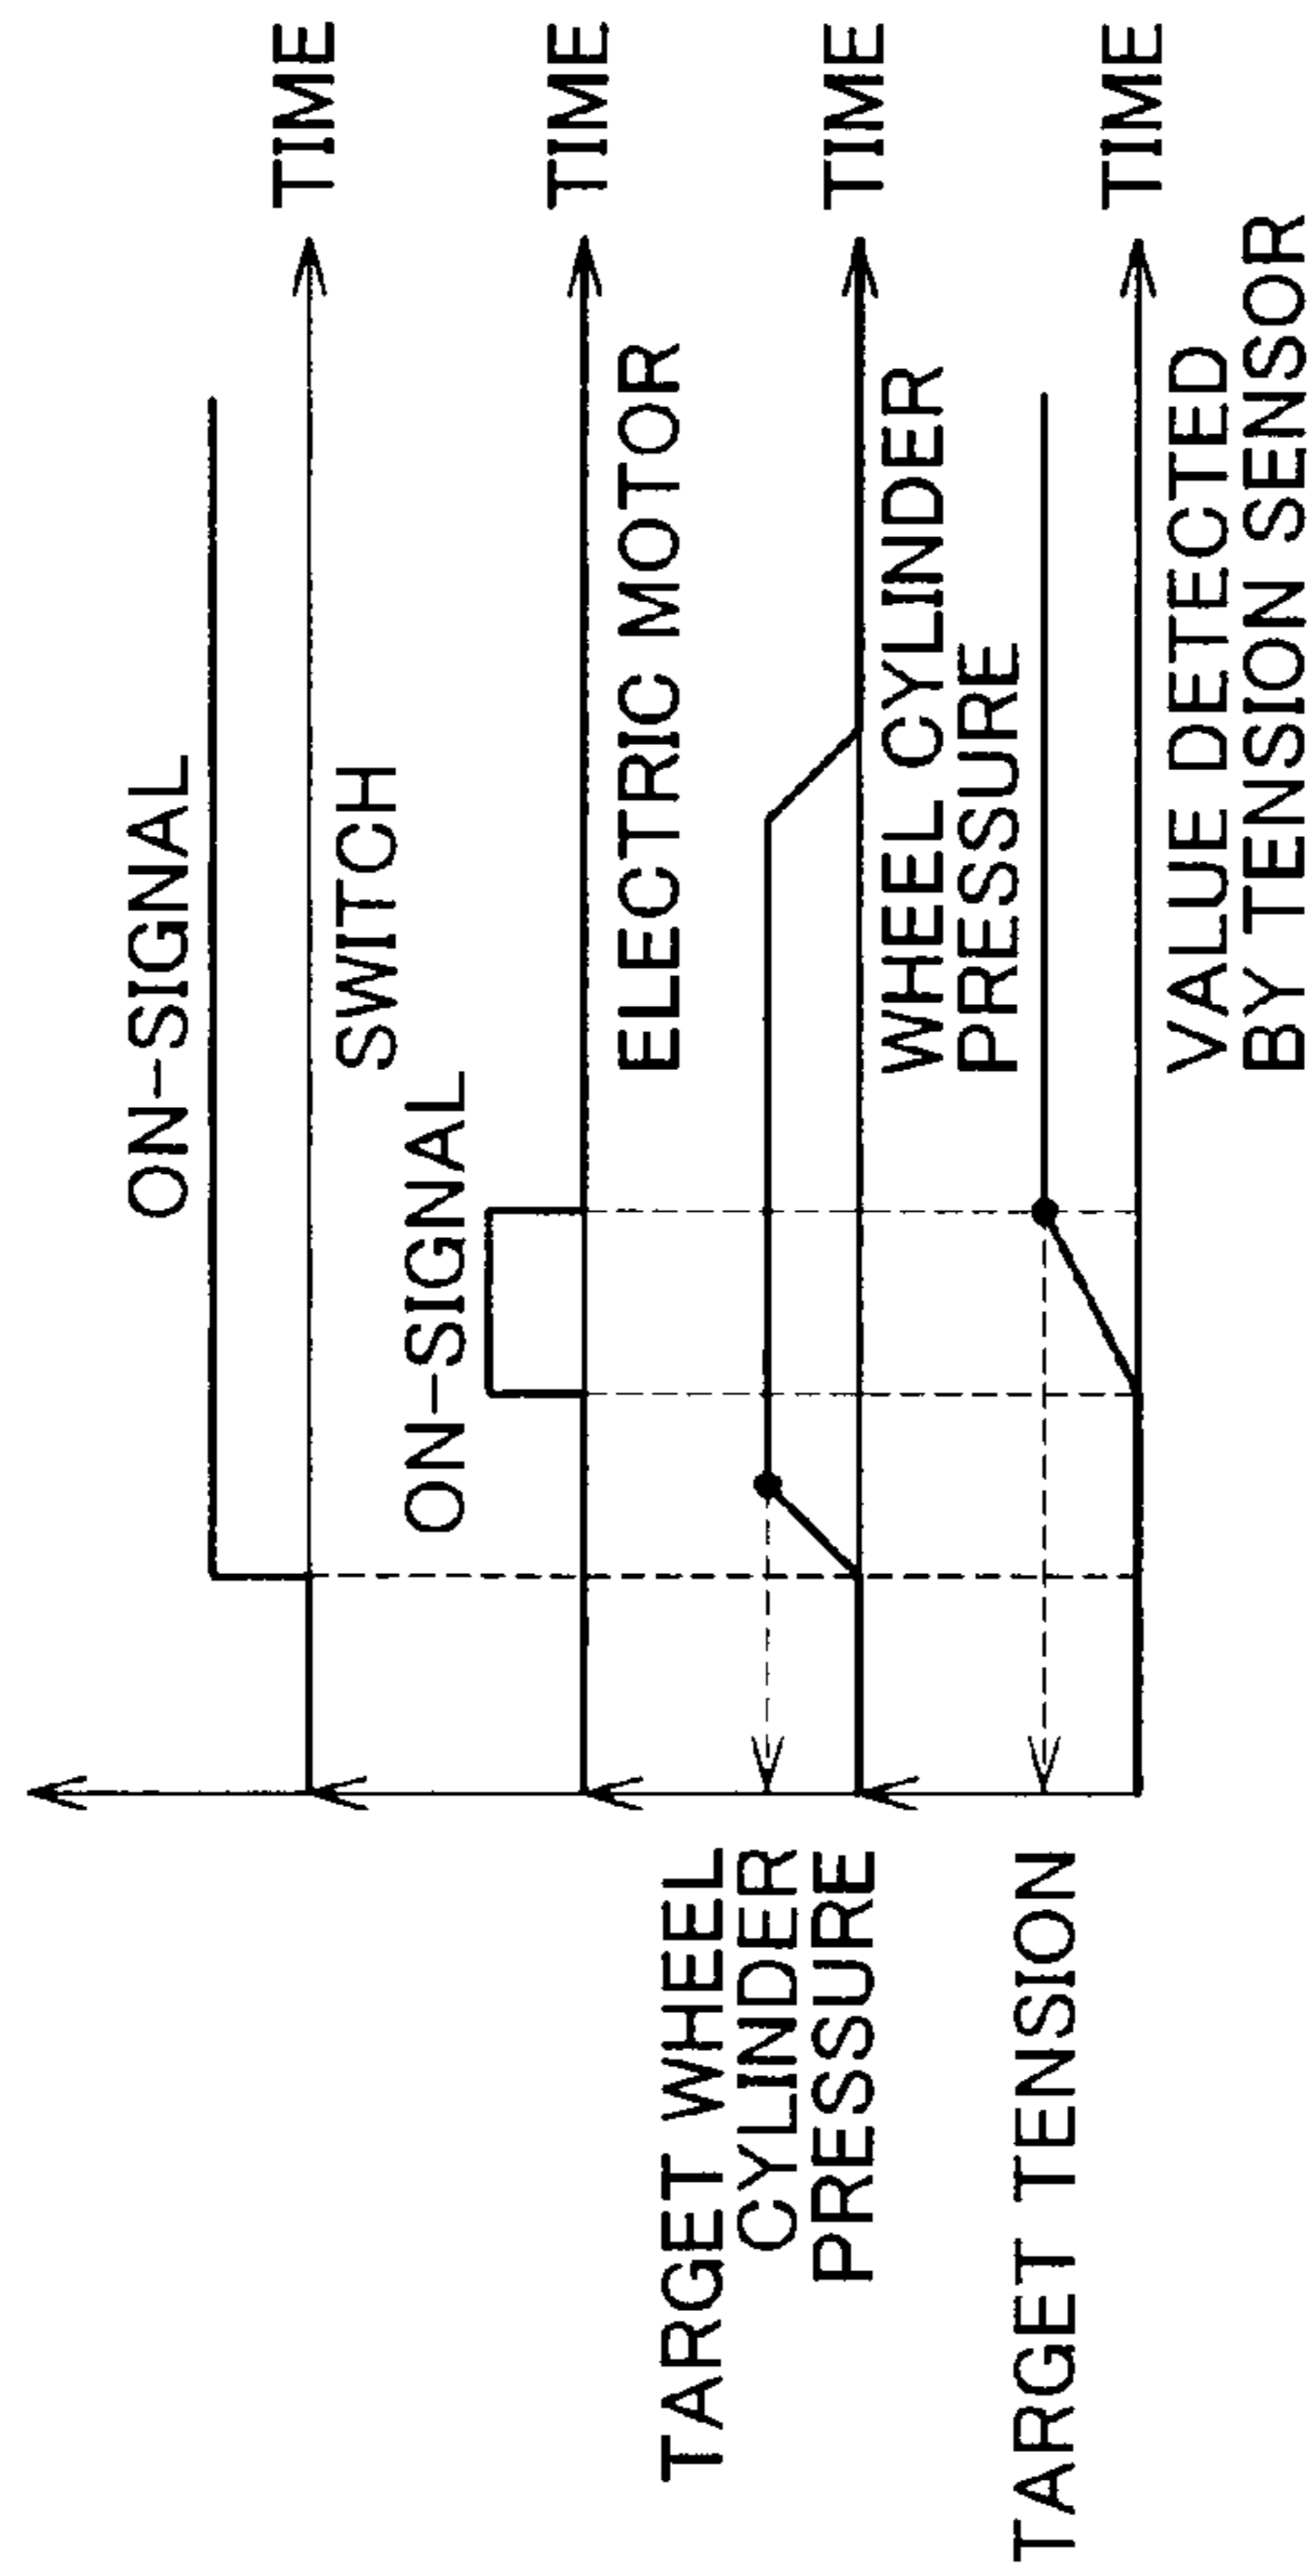 ON-SIGNAL
TIME
SWITCH
ON-SIGNAL
TIME
ELECTRIC MOTOR
TARGET WHEEL
CYLINDER
PRESSURE
TIME
WHEEL CYLINDER
PRESSURE
TARGET TENSION
TIME
VALUE DETECTED
BY TENSION SENSOR